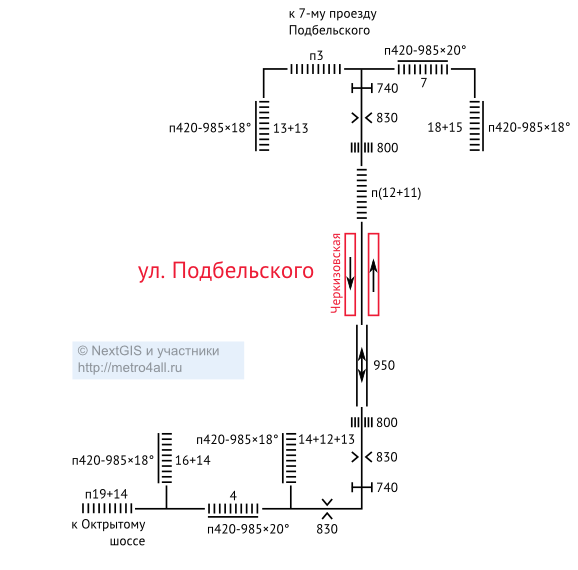 к 7-му проезду
Подбельского
п3
п420-985×20°
7
740
п420-985×18°
13+13
830
18+15
п420-985×18°
800
п(12+11)
Черкизовская
ул. Подбельского
© NextGIS и участники
http://metro4all.ru
950
800
п420-985×18°
14+12+13
п420-985×18°
16+14
830
740
п19+14
4
к Октрытому
шоссе
п420-985×20°
830